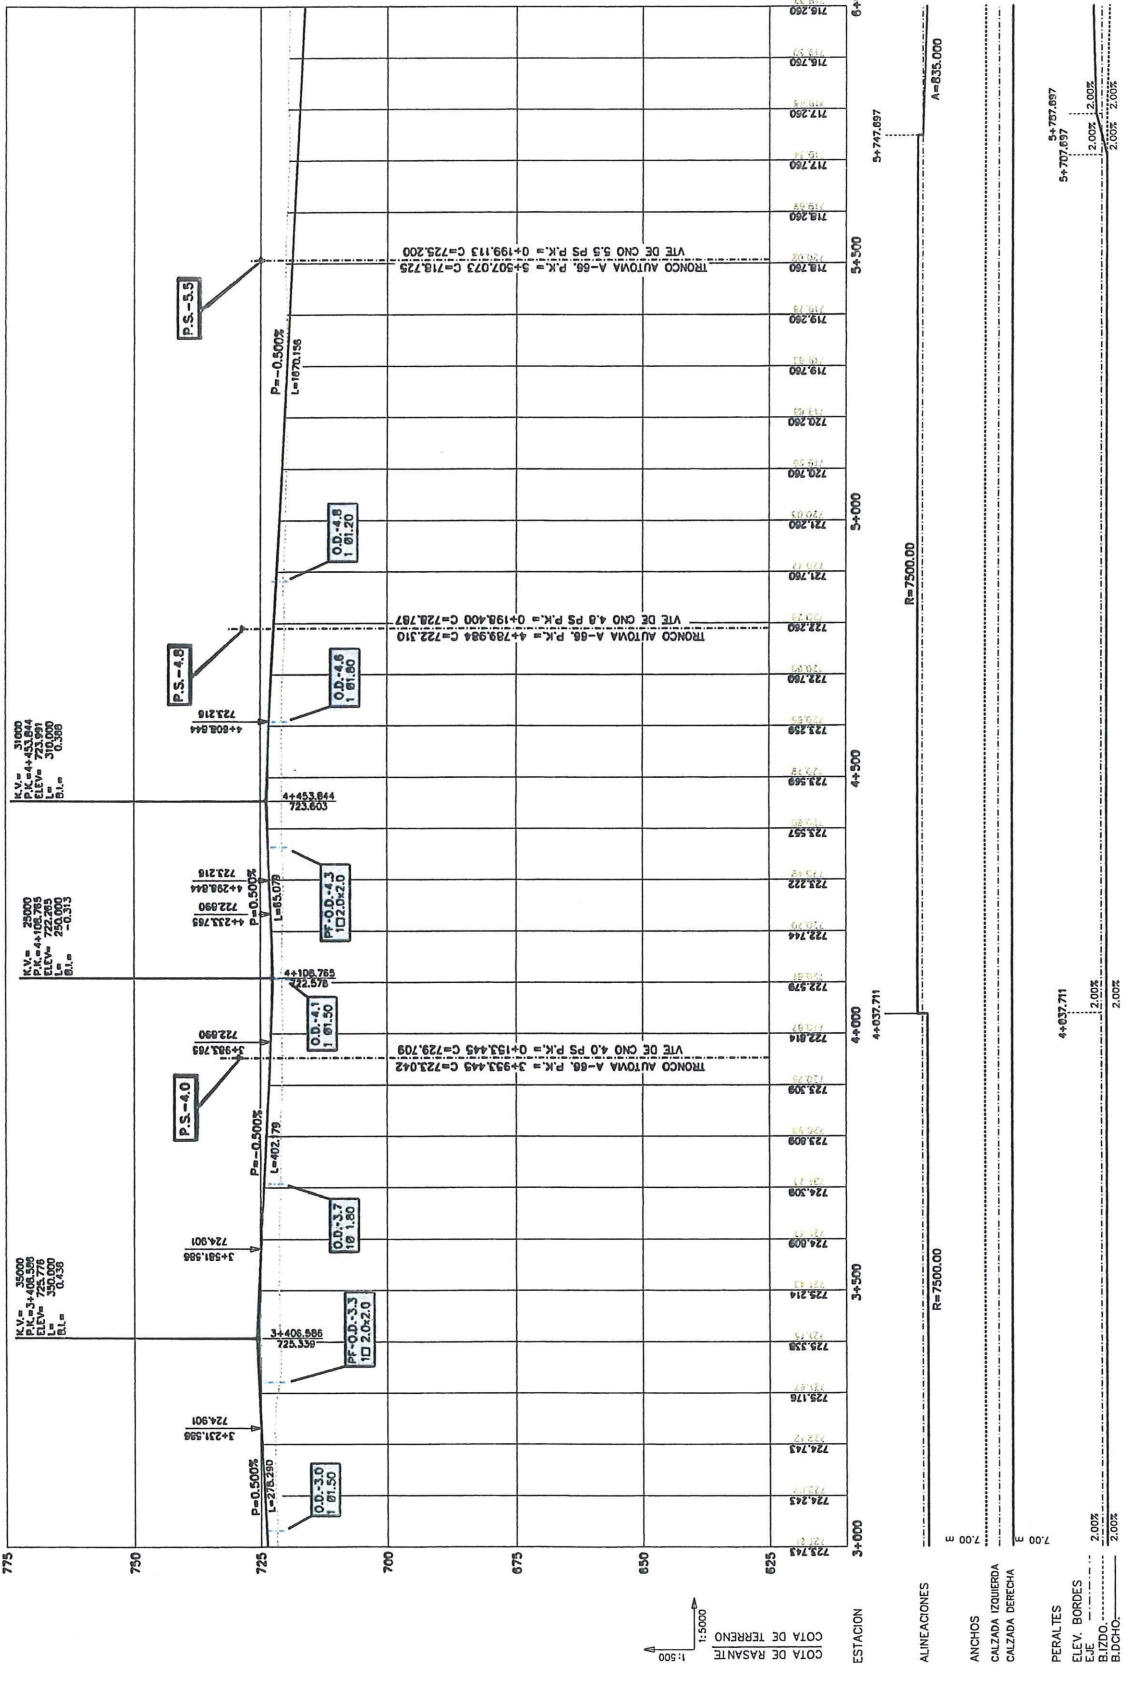 K.V.= 35000
P.K.=3+406.586
ELEV= 725.776
L= 350.000
B.I.= 0.438
K.V.= 25000
P.K.=4+108.765
ELEV= 722.265
L= 250.000
B.I.= -0.313
K.V.= 31000
P.K.=4+453.844
ELEV= 723.991
L= 310.000
B.I.= 0.388
775
750
725
700
675
650
625
P.S.-4.0
P.S.-4.8
P.S.-5.5
3+231.586
724.901
3+581.586
724.901
3+983.765
722.690
4+233.765
722.690
4+298.844
723.216
4+608.844
723.216
P=0.500%
L=278.290
P=-0.500%
L=402.179
P=0.500%
L=65.079
P=-0.500%
L=1670.156
3+406.586
725.339
4+108.765
722.578
4+453.844
723.603
O.D.-3.0
1 Ø1.50
PF-O.D.-3.3
1□ 2.0x2.0
O.D.-3.7
1Ø 1.80
O.D.-4.1
1 Ø1.50
PF-O.D.-4.3
1□2.0x2.0
O.D.-4.6
1 Ø1.80
O.D.-4.8
1 Ø1.20
TRONCO AUTOVIA A-66. P.K.= 3+953.445 C=723.042
VTE DE CNO 4.0 PS P.K.= 0+153.445 C=729.709
TRONCO AUTOVIA A-66. P.K.= 4+789.984 C=722.310
VTE DE CNO 4.8 PS P.K.= 0+198.400 C=728.787
TRONCO AUTOVIA A-66. P.K.= 5+507.073 C=718.725
VTE DE CNO 5.5 PS P.K.= 0+199.113 C=725.200
1:500
1:5000
COTA DE RASANTE
COTA DE TERRENO
723.743 724.243 724.743 725.176 725.338 725.214 724.809 724.309 723.809 723.309 722.814 722.579 722.744 723.222 723.557 723.569 723.259 722.760 722.260 721.760 721.260 720.760 720.260 719.760 719.260 718.760 718.260 717.760 717.260 716.760 716.260
ESTACION 3+000 3+500 4+000 4+500 5+000 5+500
ALINEACIONES
R=7500.00
4+037.711
R=7500.00
5+747.697
A=835.000
ANCHOS
CALZADA IZQUIERDA
CALZADA DERECHA
7.00 m
7.00 m
PERALTES
ELEV. BORDES
EJE
B.IZDO.
B.DCHO.
2.00%
2.00%
4+037.711
2.00%
2.00%
5+707.697
5+787.697
2.00%
2.00%
2.00%
2.00%